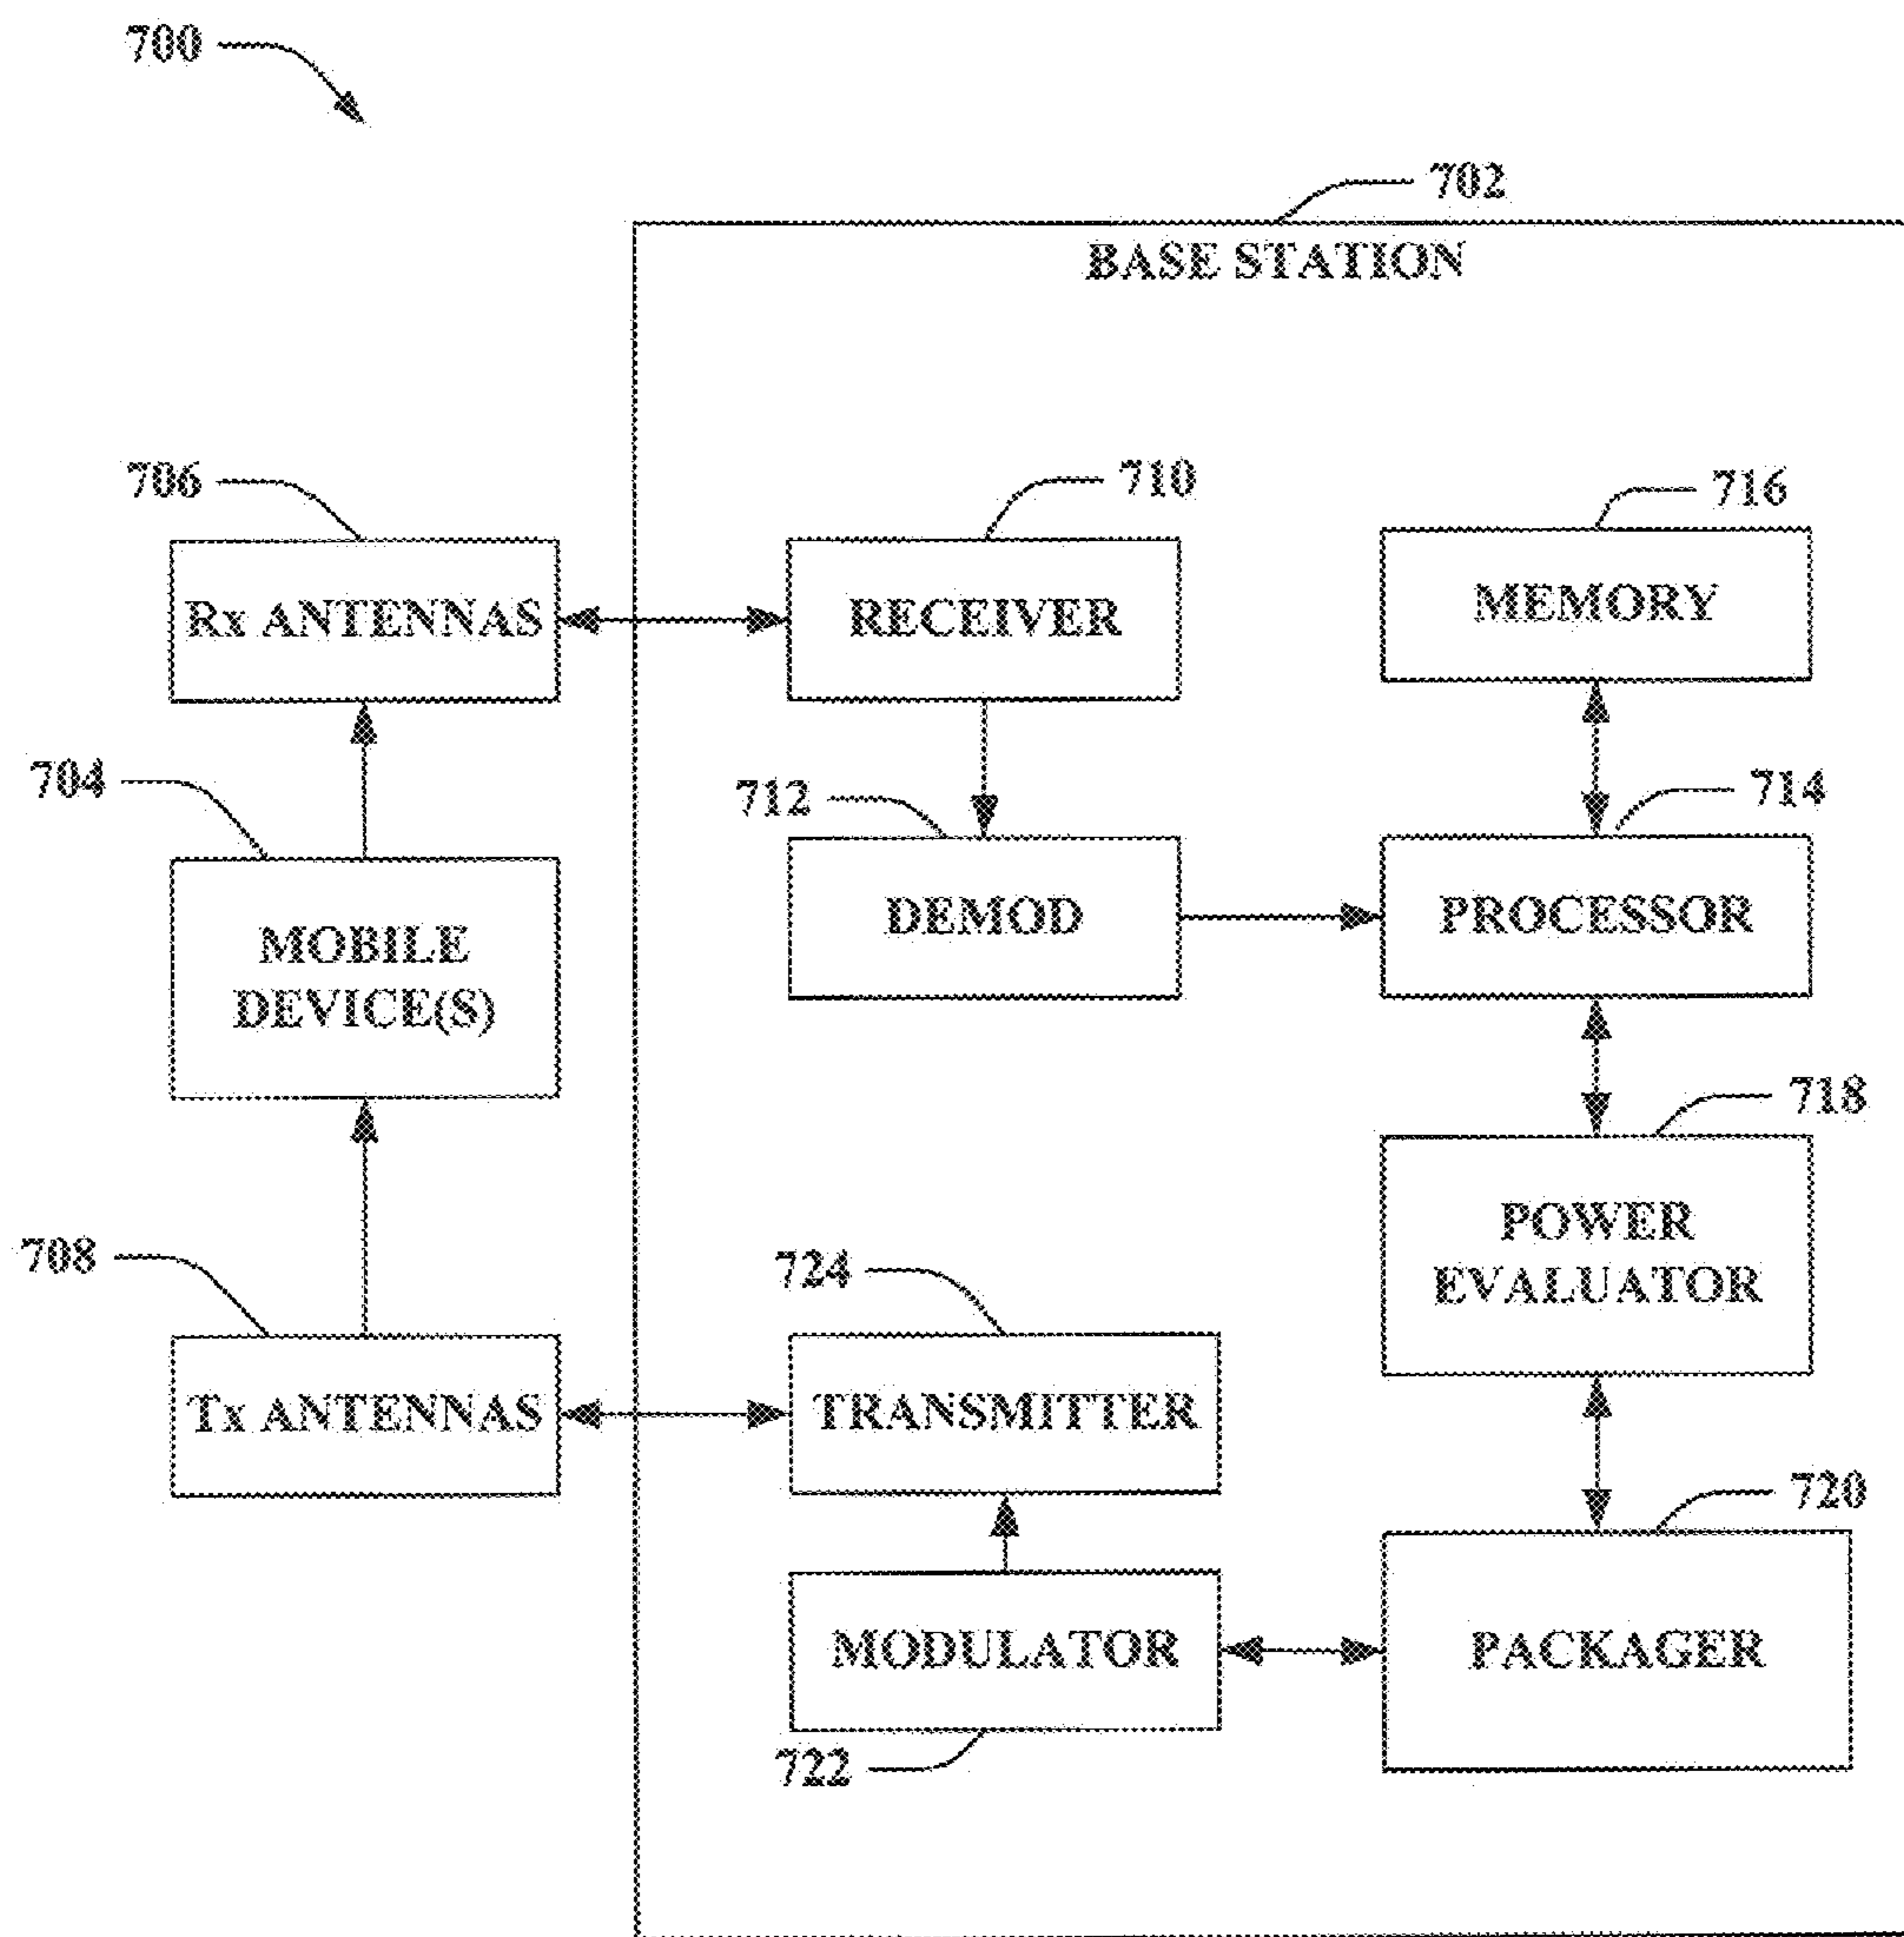 700
702
BASE STATION
706
710
716
Rx ANTENNAS
RECEIVER
MEMORY
704
712
714
MOBILE
DEVICE(S)
DEMOD
PROCESSOR
718
708
724
POWER
EVALUATOR
Tx ANTENNAS
TRANSMITTER
720
MODULATOR
PACKAGER
722